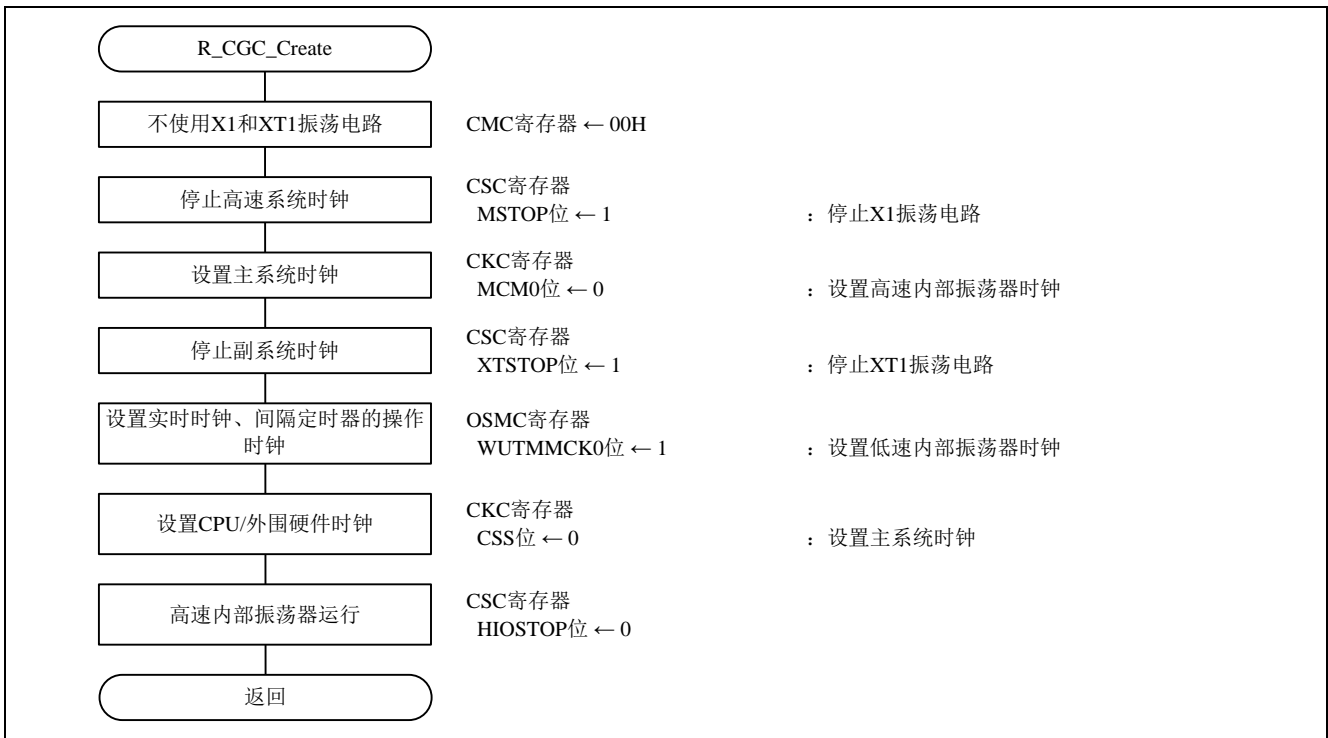 R_CGC_Create
不使用X1和XT1振荡电路
CMC寄存器 ← 00H
停止高速系统时钟
CSC寄存器
MSTOP位 ← 1 ：停止X1振荡电路
设置主系统时钟
CKC寄存器
MCM0位 ← 0 ：设置高速内部振荡器时钟
停止副系统时钟
CSC寄存器
XTSTOP位 ← 1 ：停止XT1振荡电路
设置实时时钟、间隔定时器的操作
时钟
OSMC寄存器
WUTMMCK0位 ← 1 ：设置低速内部振荡器时钟
设置CPU/外围硬件时钟
CKC寄存器
CSS位 ← 0 ：设置主系统时钟
高速内部振荡器运行
CSC寄存器
HIOSTOP位 ← 0
返回